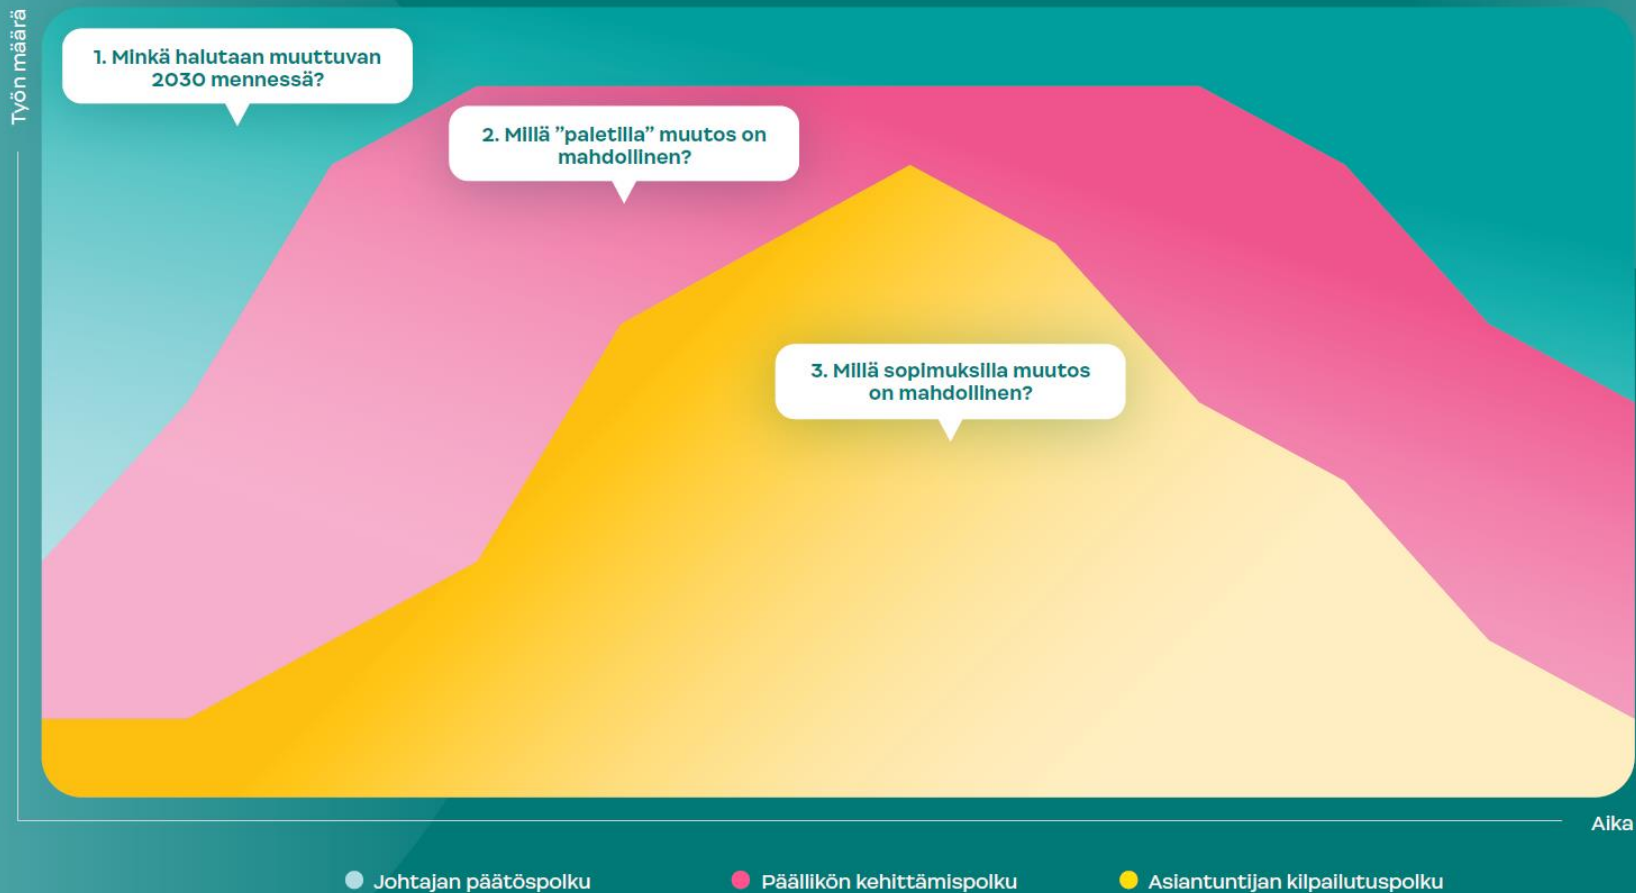 Työn määrä
1. Minkä halutaan muuttuvan
2030 mennessä?
2. Millä ”paletilla” muutos on
mahdollinen?
3. Millä sopimuksilla muutos
on mahdollinen?
Aika
Johtajan päätöspolku
Päällikön kehittämispolku
Asiantuntijan kilpailutuspolku